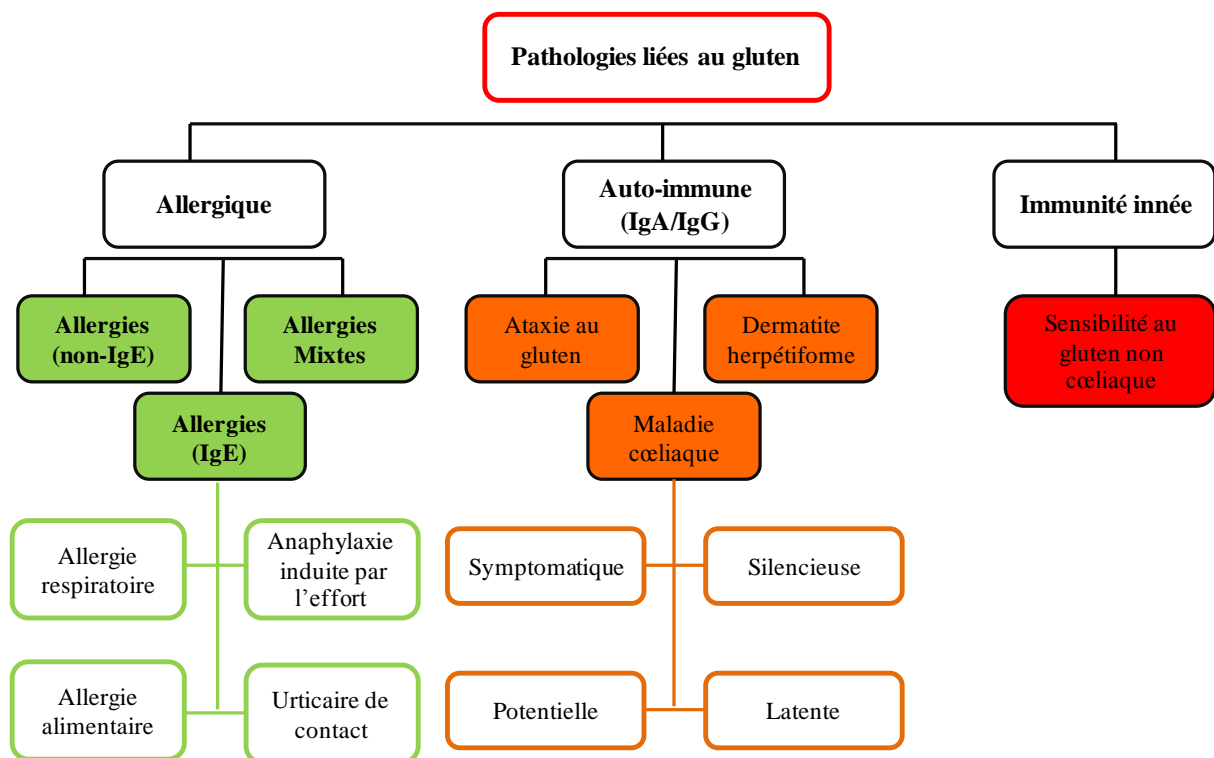 Pathologies liées au gluten
Allergique
Auto-immune
(IgA/IgG)
Immunité innée
Allergies
(non-IgE)
Allergies
Mixtes
Allergies
(IgE)
Ataxie au
gluten
Dermatite
herpétiforme
Maladie
cœliaque
Sensibilité au
gluten non
cœliaque
Allergie
respiratoire
Anaphylaxie
induite par
l’effort
Allergie
alimentaire
Urticaire de
contact
Symptomatique
Silencieuse
Potentielle
Latente